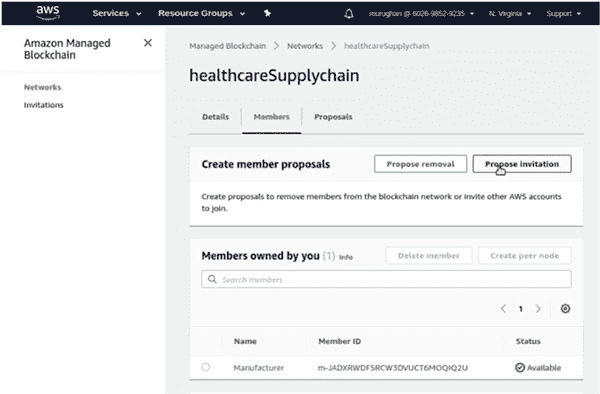 aws Services Resource Groups murughan @ 6026-9852-9235 N. Virginia Support
Amazon Managed
Blockchain
Networks
Invitations
Managed Blockchain Networks healthcareSupplychain
healthcareSupplychain
Details Members Proposals
Create member proposals Propose removal Propose invitation
Create proposals to remove members from the blockchain network or invite other AWS accounts
to join.
Members owned by you (1) Info Delete member Create peer node
Search members
1
Name Member ID Status
Manufacturer m-JADXRWDFSRCW3DVUCT6MOQIQ2U Available